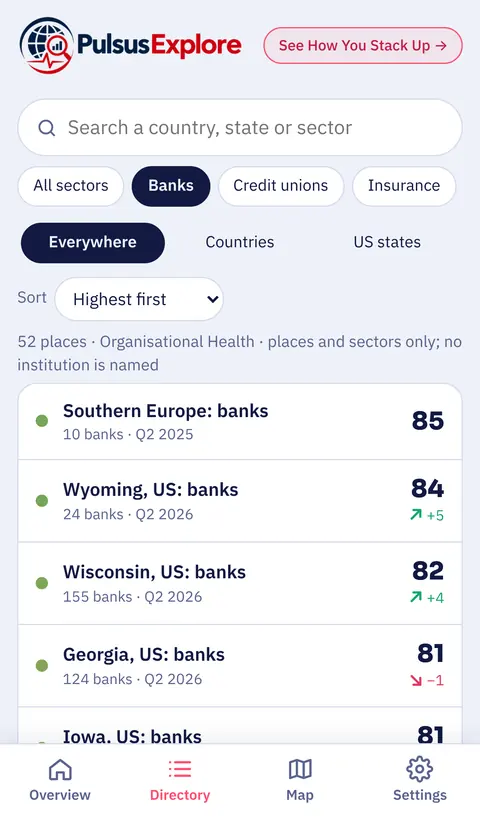 PulsusExplore
See How You Stack Up →
Search a country, state or sector
All sectors
Banks
Credit unions
Insurance
Everywhere
Countries
US states
Sort
Highest first
52 places · Organisational Health · places and sectors only; no
institution is named
Southern Europe: banks
85
10 banks · Q2 2025
Wyoming, US: banks
84
24 banks · Q2 2026
+5
Wisconsin, US: banks
82
155 banks · Q2 2026
+4
Georgia, US: banks
81
124 banks · Q2 2026
−1
Iowa, US: banks
81
Overview
Directory
Map
Settings